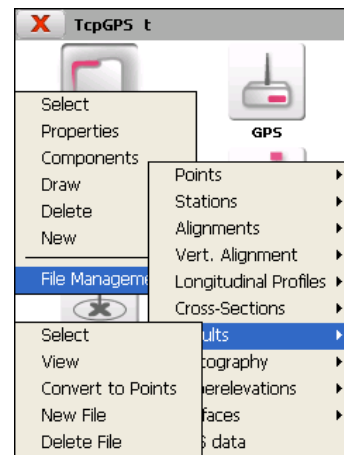 X TcpGPS t
GPS
Select
Properties
Components
Draw
Delete
New
File Manageme
Points
Stations
Alignments
Vert. Alignment
Longitudinal Profiles
Cross-Sections
ults
tography
perelevations
faces
S data
Select
View
Convert to Points
New File
Delete File